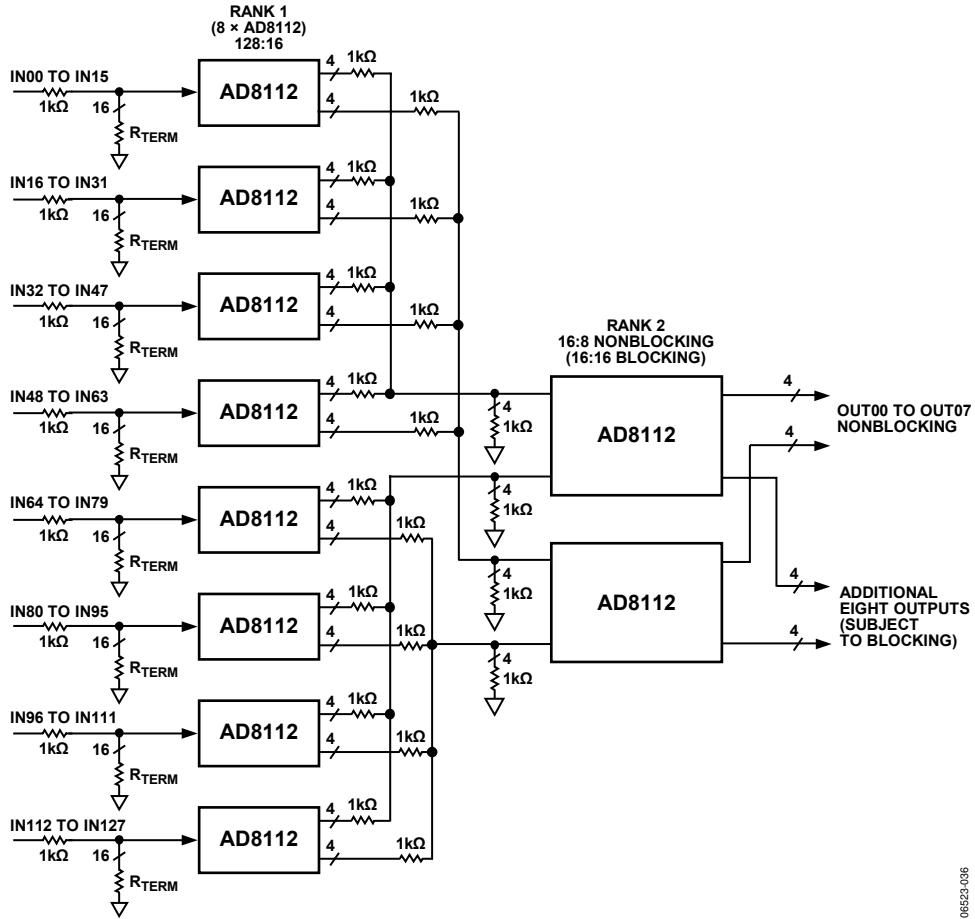 RANK 1
(8 × AD8112)
128:16
4 1kΩ
IN00 TO IN15
1kΩ
16
RTERM
AD8112
4
1kΩ
4 1kΩ
IN16 TO IN31
1kΩ
16
RTERM
AD8112
4
1kΩ
4 1kΩ
IN32 TO IN47
1kΩ
16
RTERM
AD8112
4
1kΩ
4 1kΩ
IN48 TO IN63
1kΩ
16
RTERM
AD8112
4
1kΩ
4 1kΩ
IN64 TO IN79
1kΩ
16
RTERM
AD8112
4
1kΩ
4 1kΩ
IN80 TO IN95
1kΩ
16
RTERM
AD8112
4
1kΩ
4 1kΩ
IN96 TO IN111
1kΩ
16
RTERM
AD8112
4
1kΩ
4 1kΩ
IN112 TO IN127
1kΩ
16
RTERM
AD8112
4
1kΩ
RANK 2
16:8 NONBLOCKING
(16:16 BLOCKING)
4
1kΩ
4
1kΩ
AD8112
4
1kΩ
4
1kΩ
AD8112
4
4
OUT00 TO OUT07
NONBLOCKING
4
4
ADDITIONAL
EIGHT OUTPUTS
(SUBJECT
TO BLOCKING)
06523-036